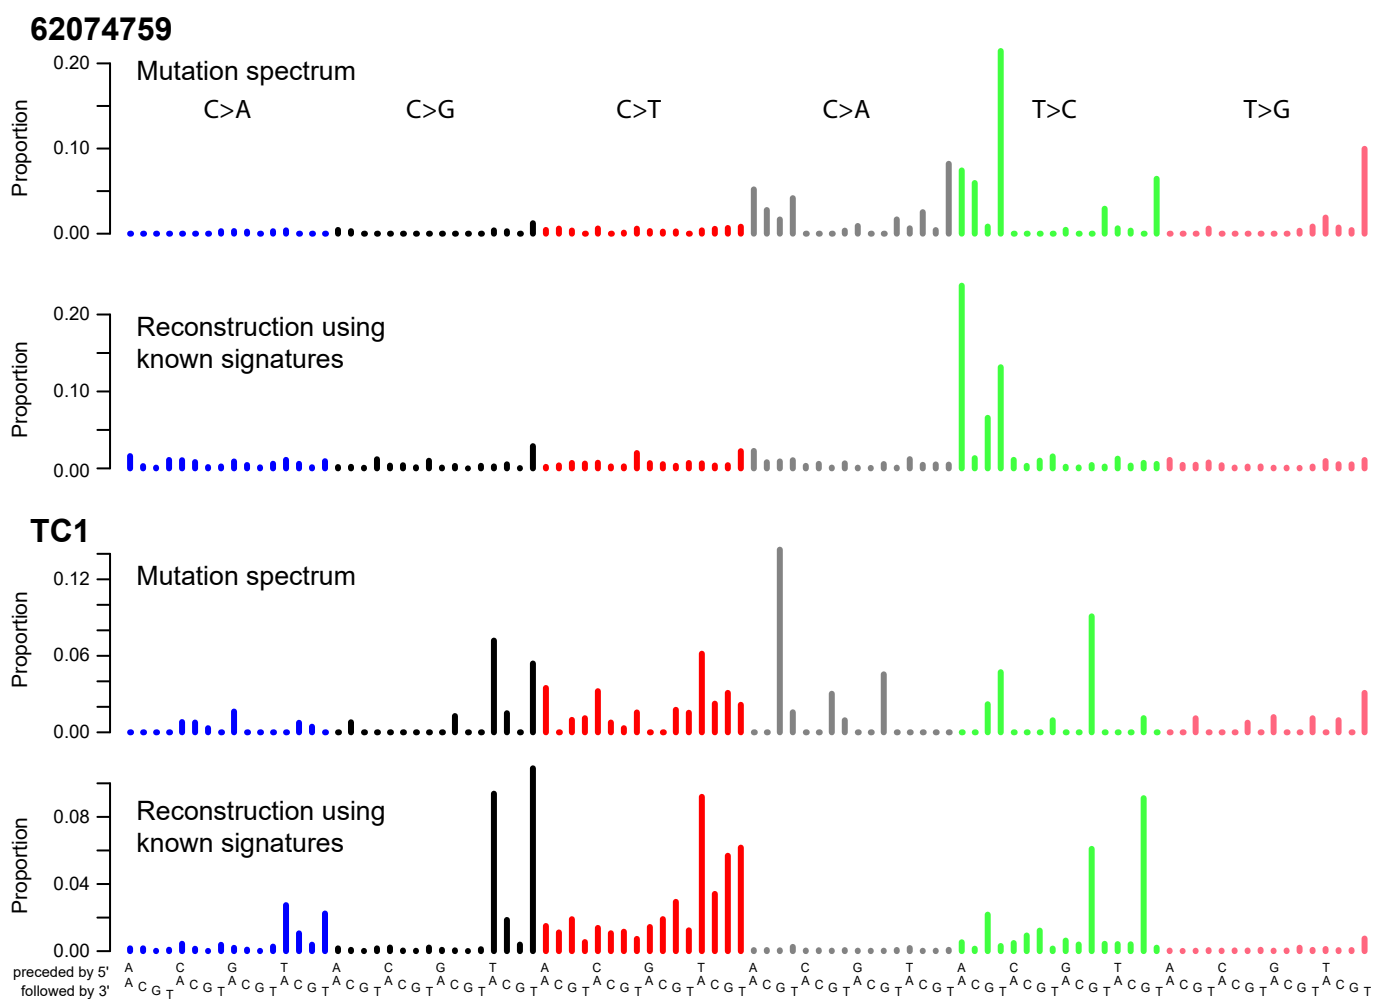 62074759
Mutation spectrum
C>A C>G C>T C>A T>C T>G
Proportion
0.20
0.10
0.00
Reconstruction using
known signatures
Proportion
0.20
0.10
0.00
TC1
Mutation spectrum
Proportion
0.12
0.06
0.00
Reconstruction using
known signatures
Proportion
0.08
0.04
0.00
preceded by 5' A C G T A C G T A C G T A C G T A C G T A C G T
followed by 3' A C G T A C G T A C G T A C G T A C G T A C G T A C G T A C G T A C G T A C G T A C G T A C G T A C G T A C G T A C G T A C G T A C G T A C G T A C G T A C G T A C G T A C G T A C G T A C G T